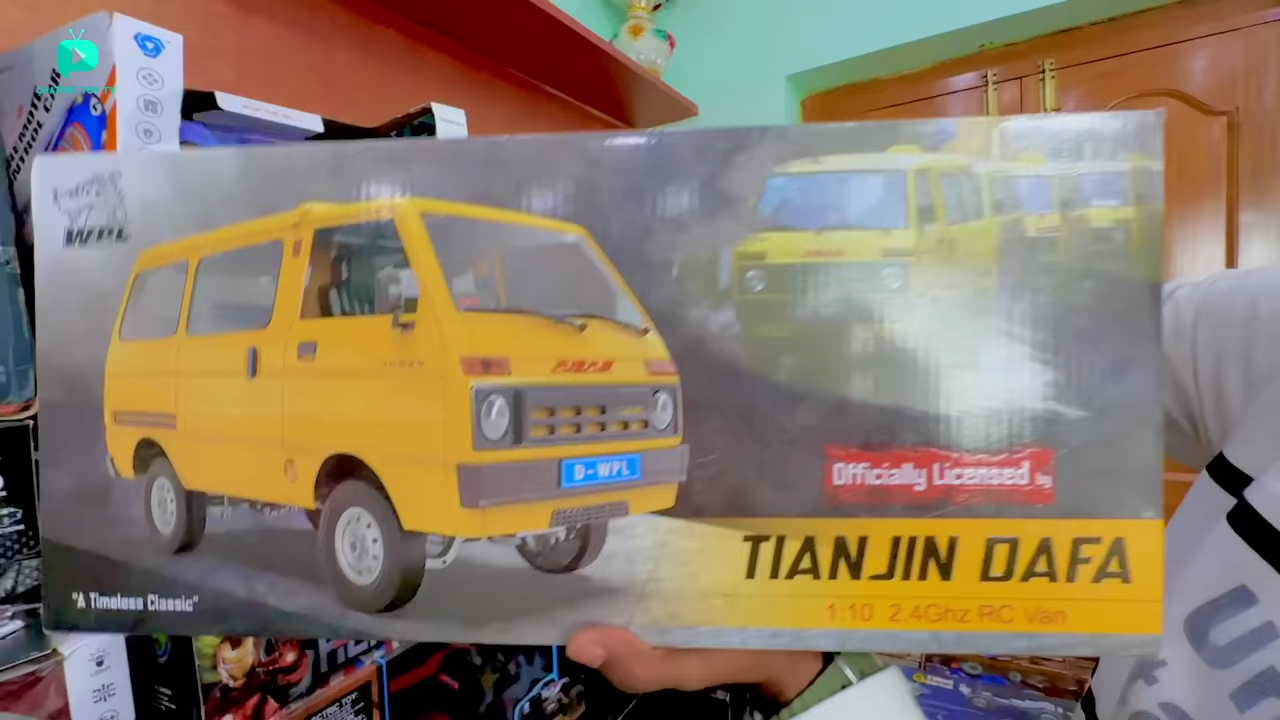 WPL
D-WPL
Officially Licensed by
TIANJIN DAFA
1:10 2.4Ghz RC Van
"A Timeless Classic"